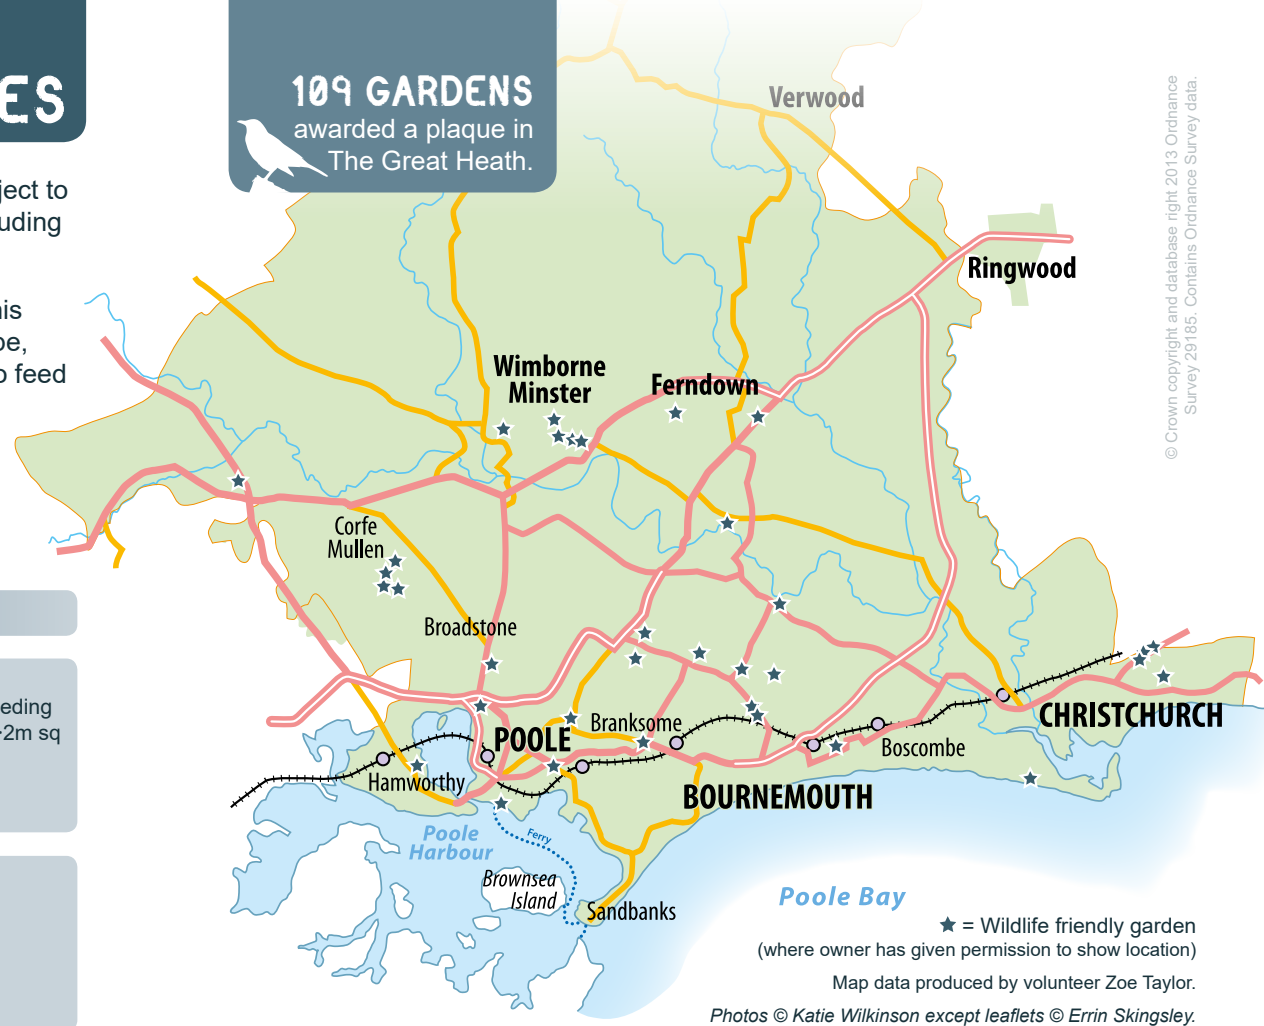 ES
109 GARDENS
awarded a plaque in
The Great Heath.
ject to
uding
his
be,
o feed
eeding
2m sq
Verwood
Ringwood
Wimborne
Minster
Ferndown
Corfe
Mullen
Broadstone
POOLE
Branksome
Hamworthy
Boscombe
CHRISTCHURCH
BOURNEMOUTH
Poole
Harbour
Ferry
Brownsea
Island
Sandbanks
Poole Bay
★ = Wildlife friendly garden
(where owner has given permission to show location)
Map data produced by volunteer Zoe Taylor.
Photos © Katie Wilkinson except leaflets © Errin Skingsley.
© Crown copyright and database right 2013 Ordnance
Survey 29185. Contains Ordnance Survey data.